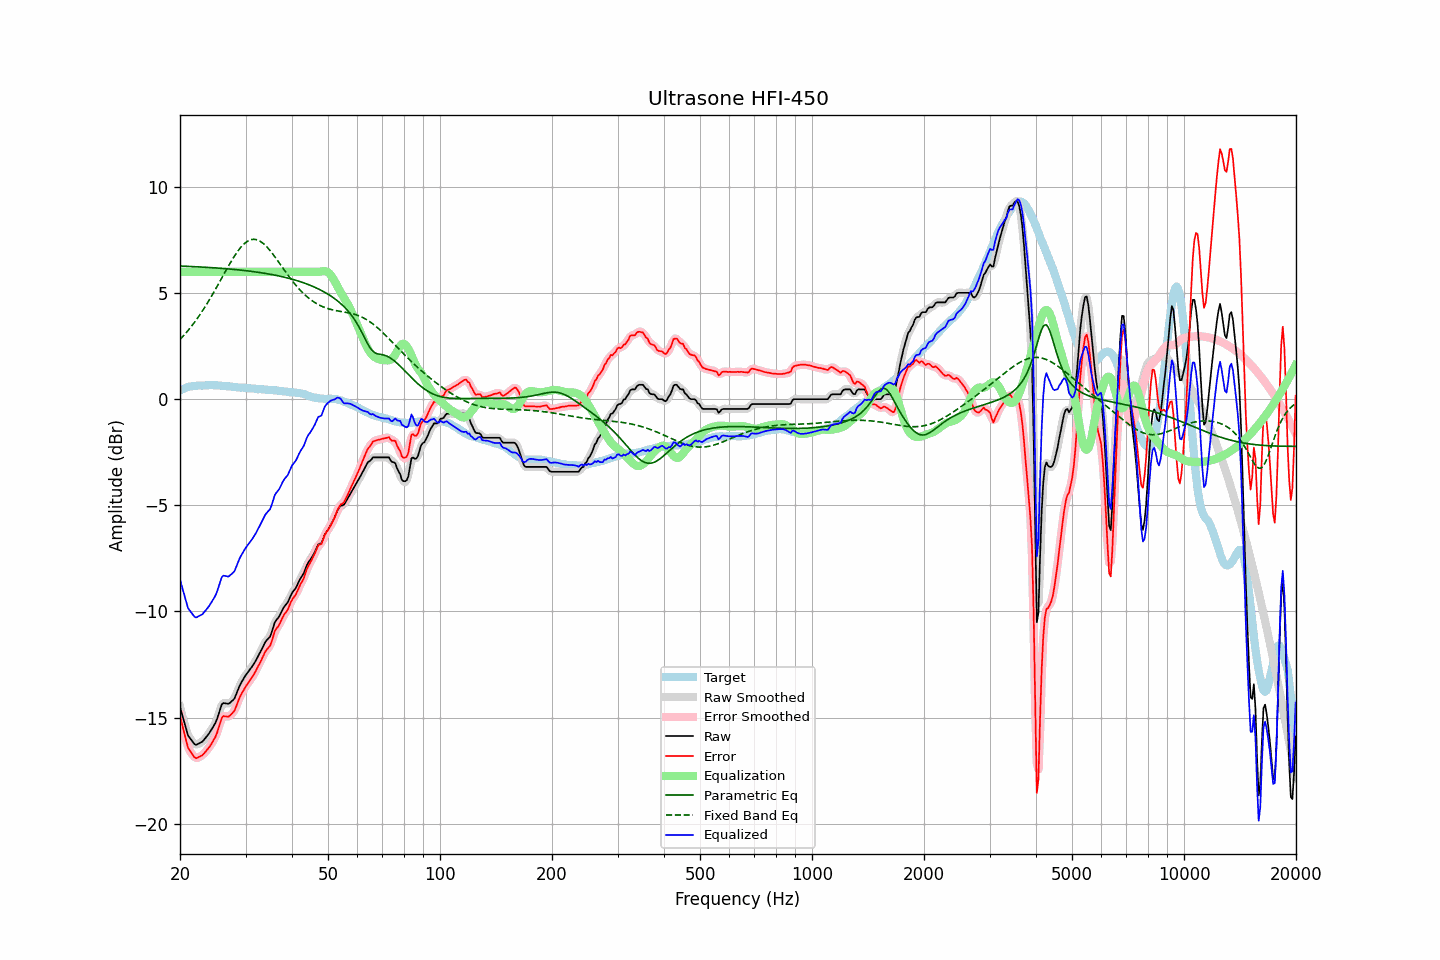 Ultrasone HFI-450
Amplitude (dBr)
10
5
0
−5
−10
−15
−20
Target
Raw Smoothed
Error Smoothed
Raw
Error
Equalization
Parametric Eq
Fixed Band Eq
Equalized
20
50
100
200
500
1000
2000
5000
10000
20000
Frequency (Hz)